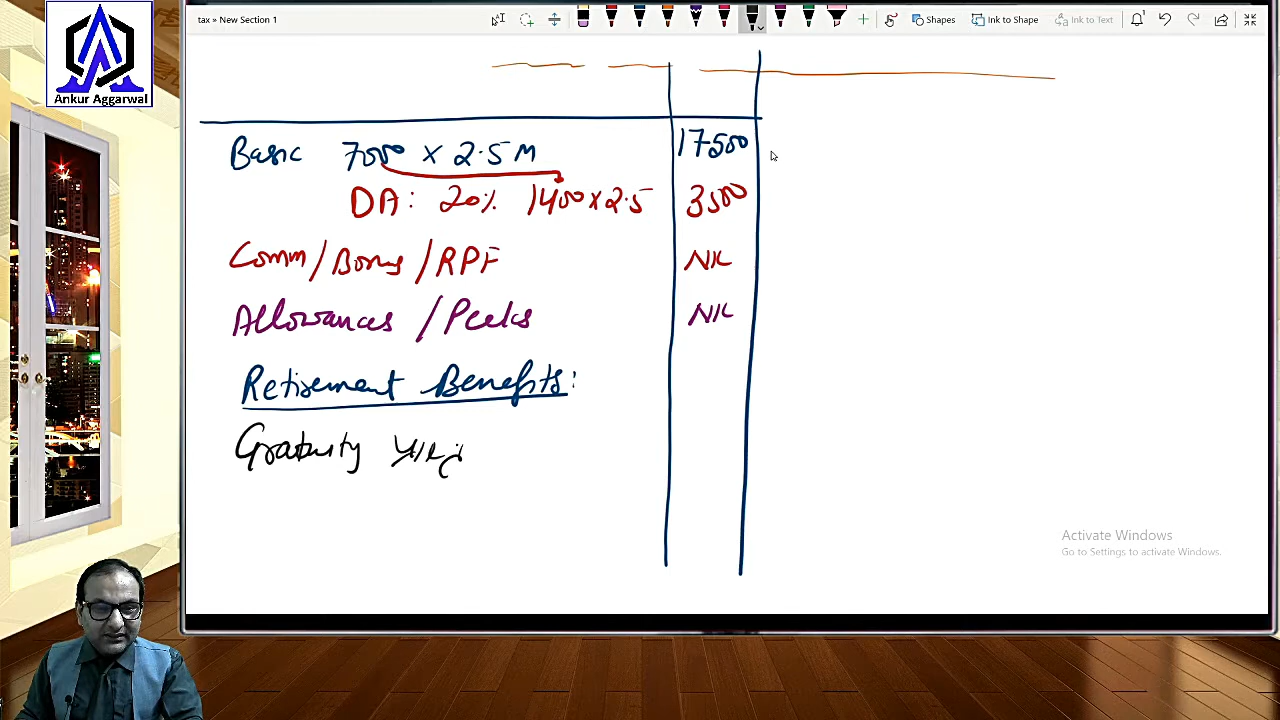 tax » New Section 1
Shapes
Ink to Shape
Ink to Text
Ankur Aggarwal
Basic 7000 × 2.5 M 17500
DA: 20% 1400 × 2.5 3500
Comm/Bonus/RPF NIL
Allowances/Perks NIL
Retirement Benefits:
Gratuity
Activate Windows
Go to Settings to activate Windows.